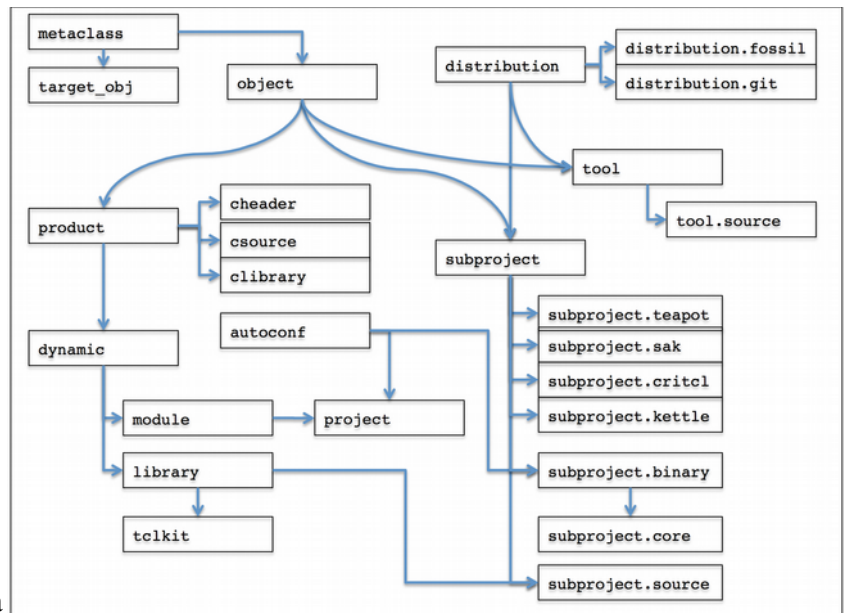 metaclass
target_obj
object
distribution
distribution.fossil
distribution.git
tool
tool.source
product
cheader
csource
clibrary
subproject
autoconf
dynamic
subproject.teapot
subproject.sak
subproject.critcl
subproject.kettle
module
project
library
subproject.binary
tclkit
subproject.core
subproject.source